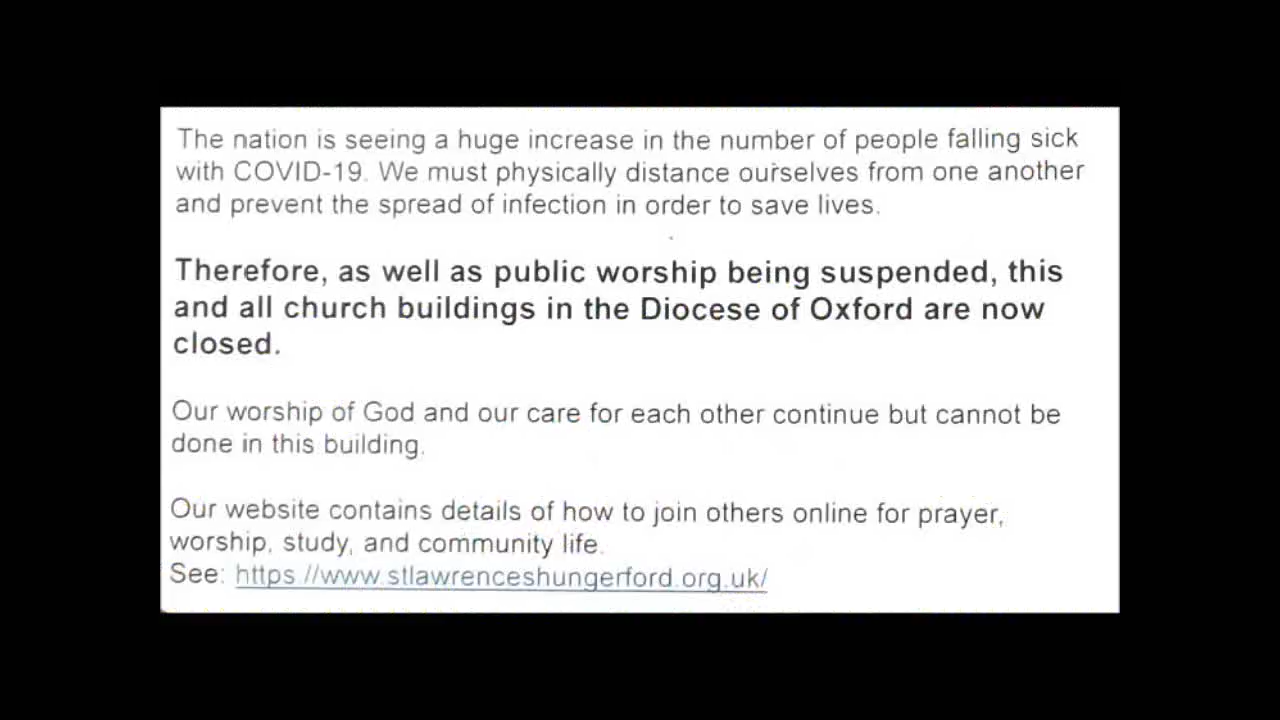 The nation is seeing a huge increase in the number of people falling sick
with COVID-19. We must physically distance ourselves from one another
and prevent the spread of infection in order to save lives.
Therefore, as well as public worship being suspended, this
and all church buildings in the Diocese of Oxford are now
closed.
Our worship of God and our care for each other continue but cannot be
done in this building.
Our website contains details of how to join others online for prayer,
worship, study, and community life.
See: https://www.stlawrenceshungerford.org.uk/